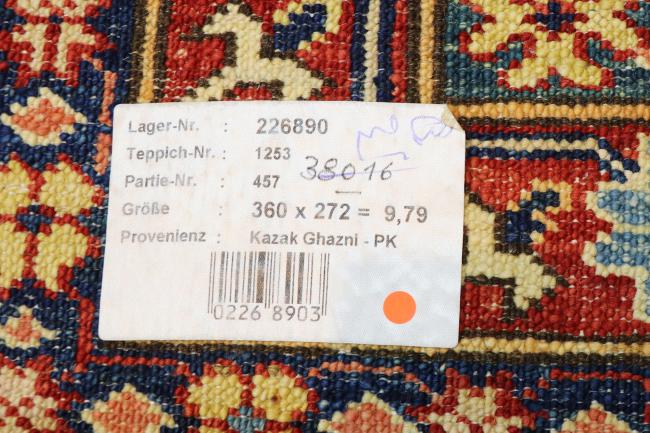 Lager-Nr. : 226890
Teppich-Nr. : 1253
38016
Partie-Nr. : 457
Größe : 360 x 272 = 9,79
Provenienz : Kazak Ghazni - PK
0226 8903